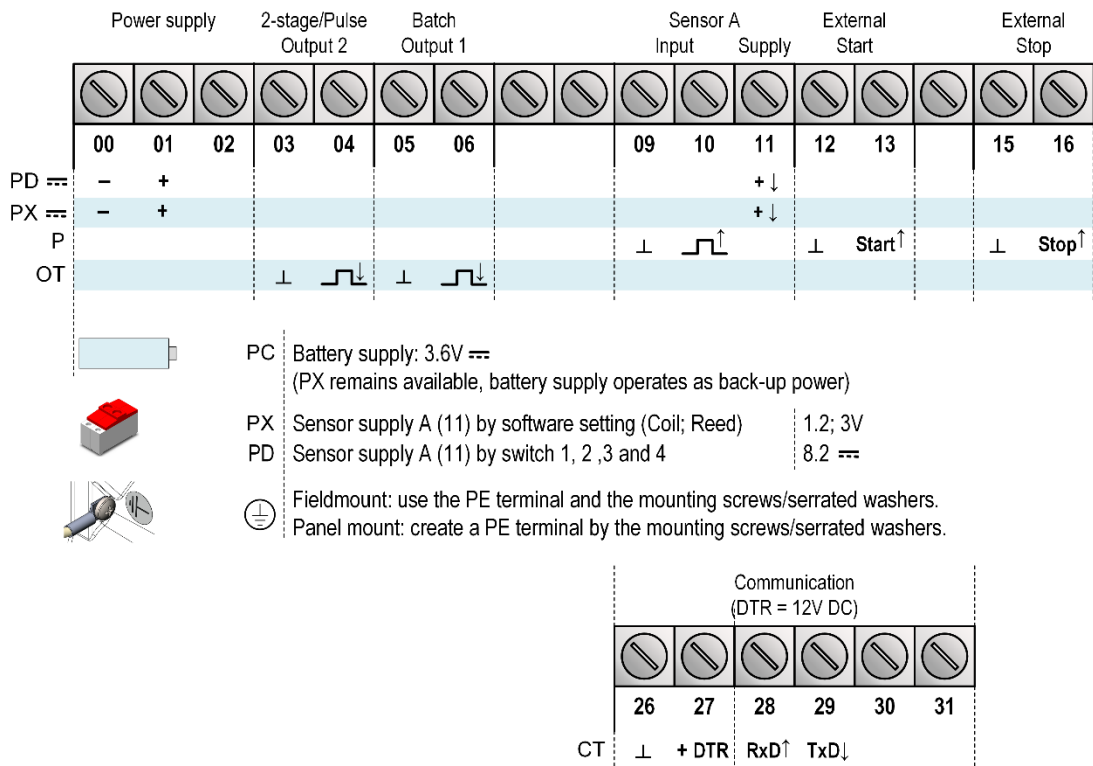 Power supply 2-stage/Pulse Batch Sensor A External External
Output 2 Output 1 Input Supply Start Stop
00 01 02 03 04 05 06 09 10 11 12 13 15 16
PD ⎓ − + + ↓
PX ⎓ − + + ↓
P ⊥ ↑ ⊥ Start↑ ⊥ Stop↑
OT ⊥ ↓ ⊥ ↓
PC Battery supply: 3.6V ⎓
(PX remains available, battery supply operates as back-up power)
PX Sensor supply A (11) by software setting (Coil; Reed) 1.2; 3V
PD Sensor supply A (11) by switch 1, 2 ,3 and 4 8.2 ⎓
Fieldmount: use the PE terminal and the mounting screws/serrated washers.
Panel mount: create a PE terminal by the mounting screws/serrated washers.
Communication
(DTR = 12V DC)
26 27 28 29 30 31
CT ⊥ + DTR RxD↑ TxD↓